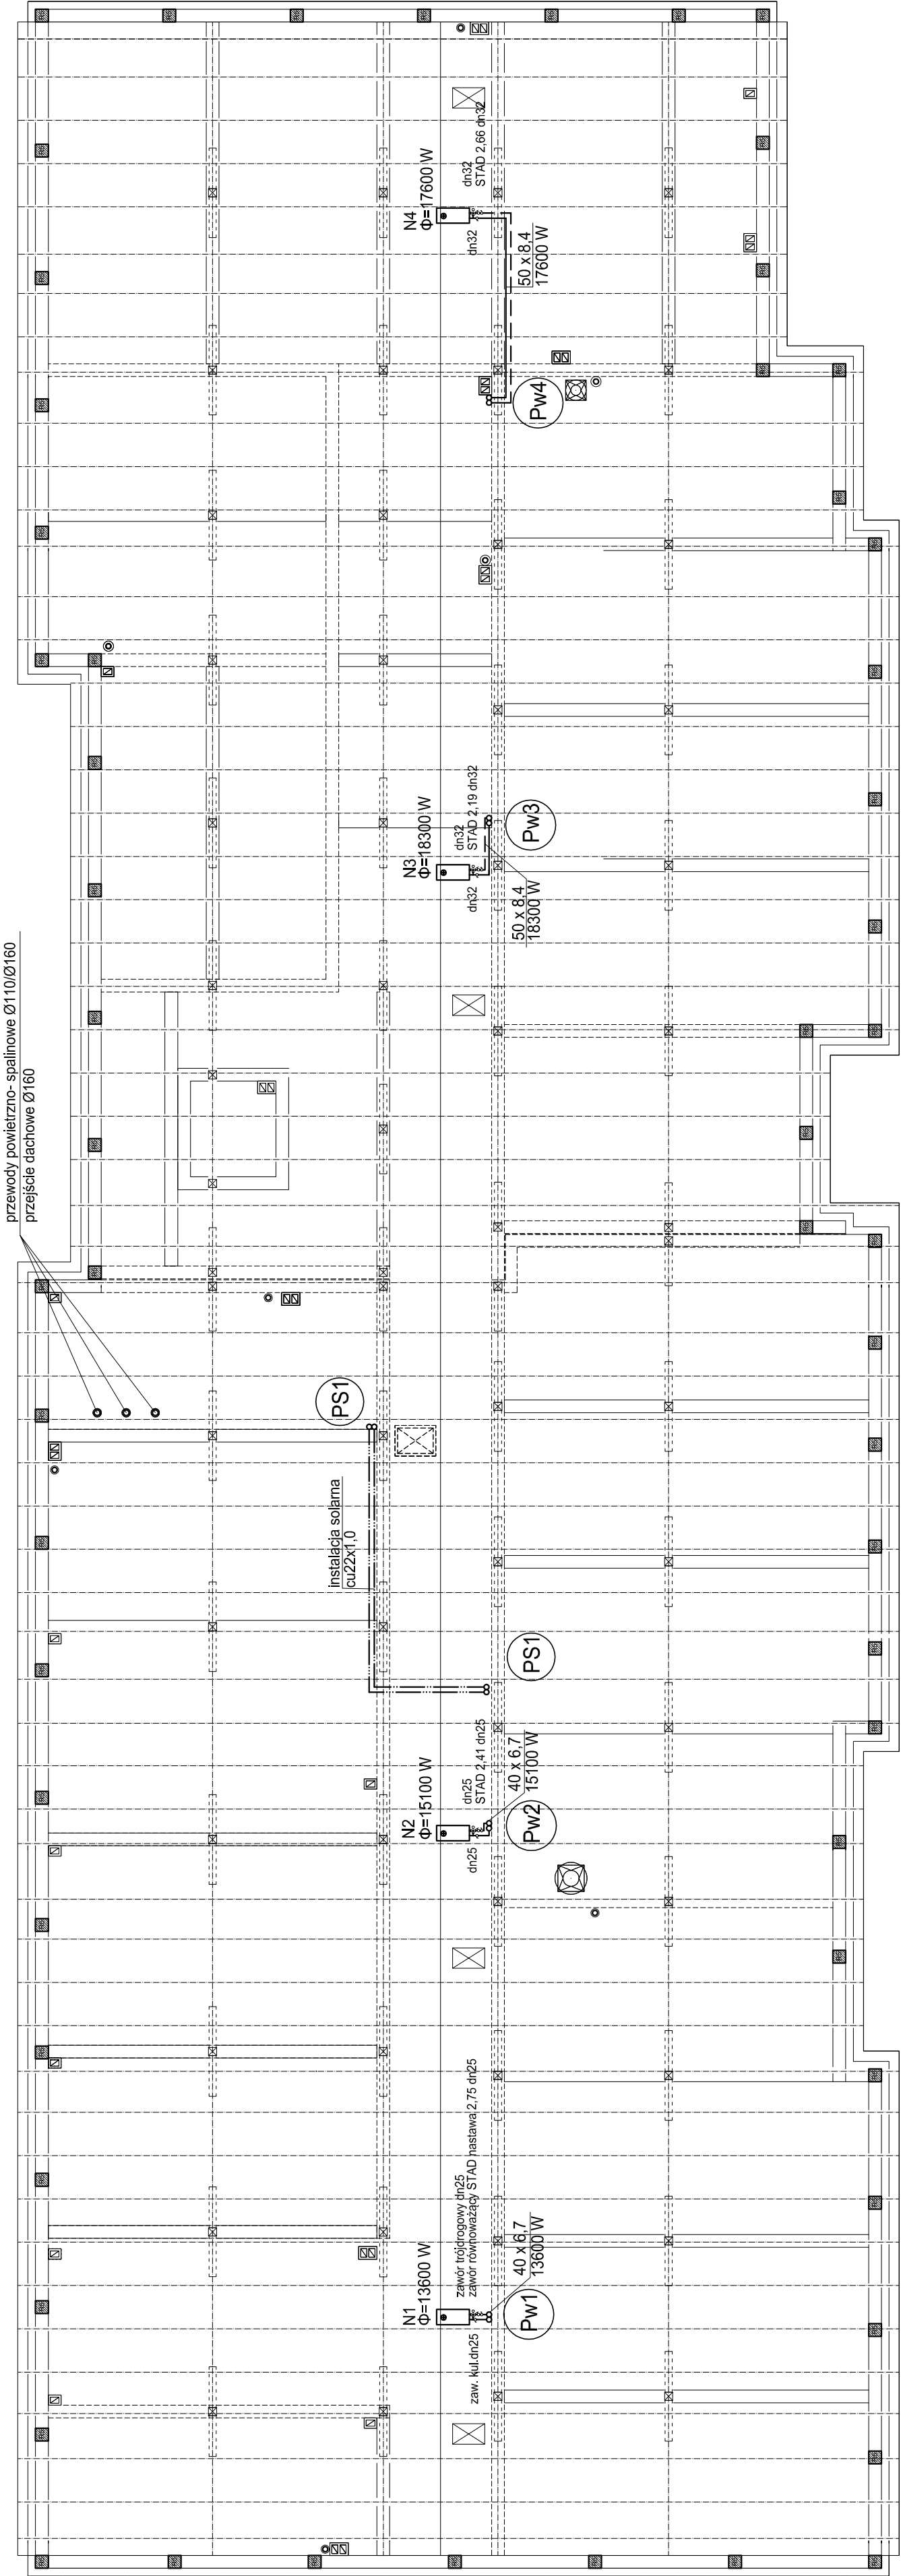 przewody powietrzno- spalinowe Ø110/Ø160
przejście dachowe Ø160
N1
Φ=13600 W
zawór trójdrogowy dn25
zawór równoważący STAD nastawa 2,75 dn25
zaw. kul.dn25
40 x 6,7
13600 W
Pw1
N2
Φ=15100 W
dn25
STAD 2,41 dn25
dn25
40 x 6,7
15100 W
Pw2
instalacja solarna
cu22x1,0
PS1
PS1
N3
Φ=18300 W
dn32
STAD 2,19 dn32
dn32
50 x 8,4
18300 W
Pw3
N4
Φ=17600 W
dn32
STAD 2,66 dn32
dn32
50 x 8,4
17600 W
Pw4